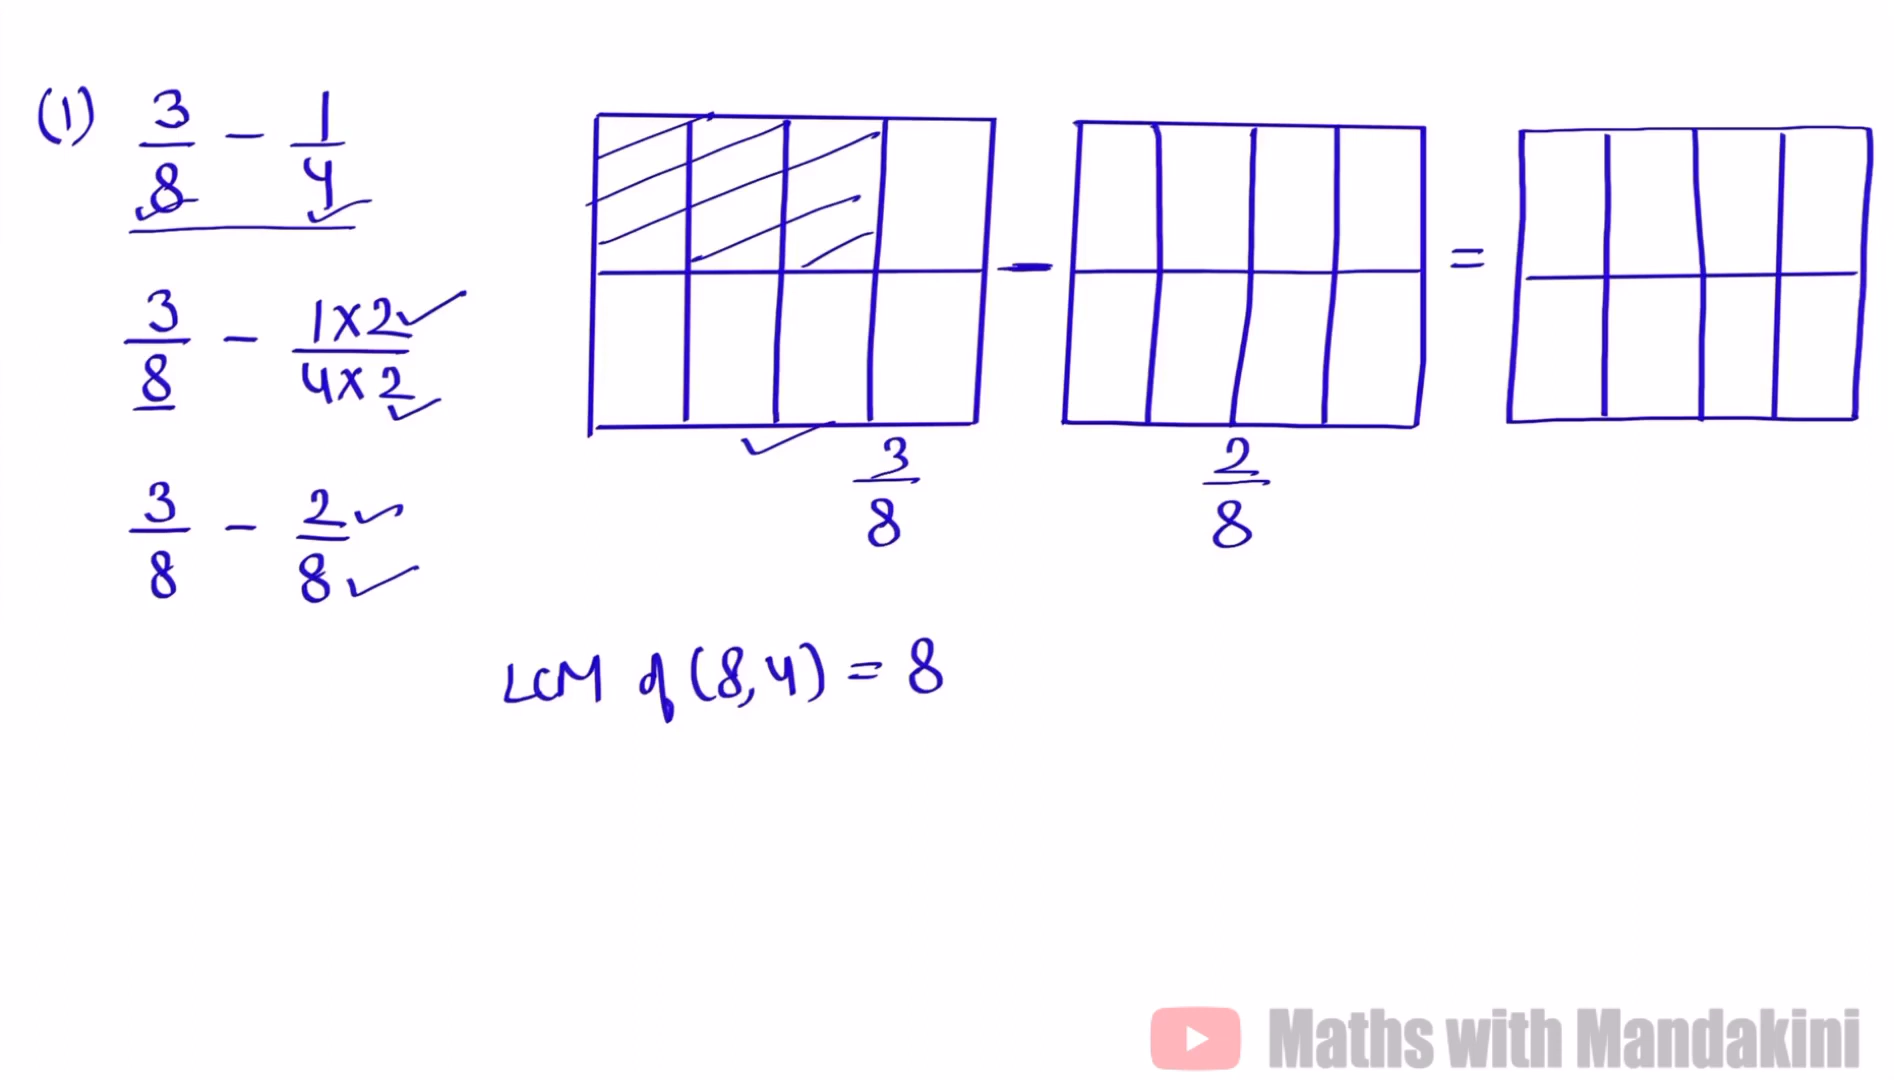 (1) 3/8 - 1/4
3/8 - 1×2/4×2
3/8 - 2/8
- =
3/8
2/8
LCM of (8,4) = 8
Maths with Mandakini